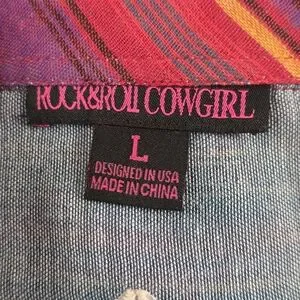 ROCK&ROLL COWGIRL
L
DESIGNED IN USA
MADE IN CHINA